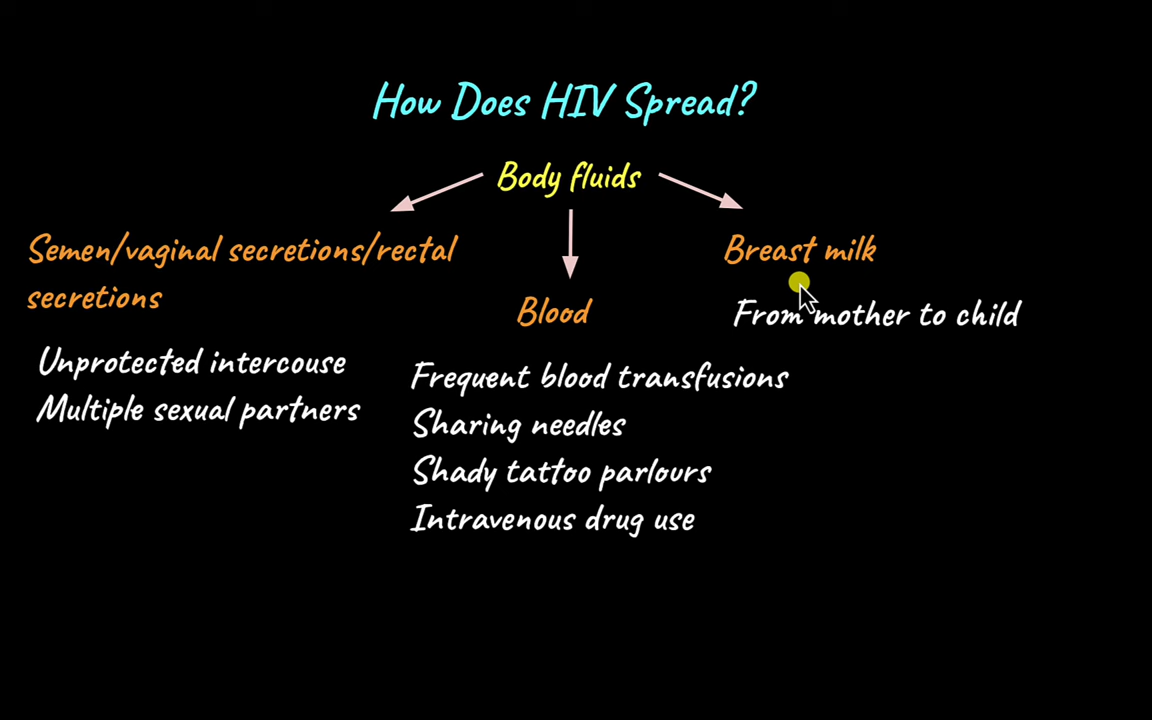 How Does HIV Spread?
Body fluids
Semen/vaginal secretions/rectal
secretions
Unprotected intercouse
Multiple sexual partners
Blood
Frequent blood transfusions
Sharing needles
Shady tattoo parlours
Intravenous drug use
Breast milk
From mother to child